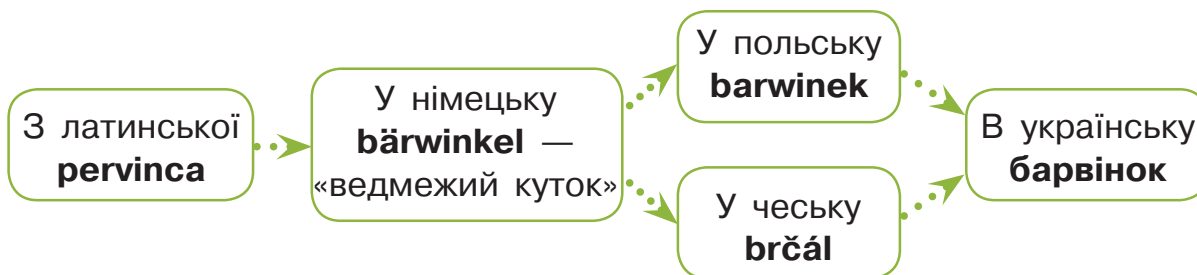 З латинської
pervinca
У німецьку
bärwinkel —
«ведмежий куток»
У польську
barwinek
У чеську
brčál
В українську
барвінок